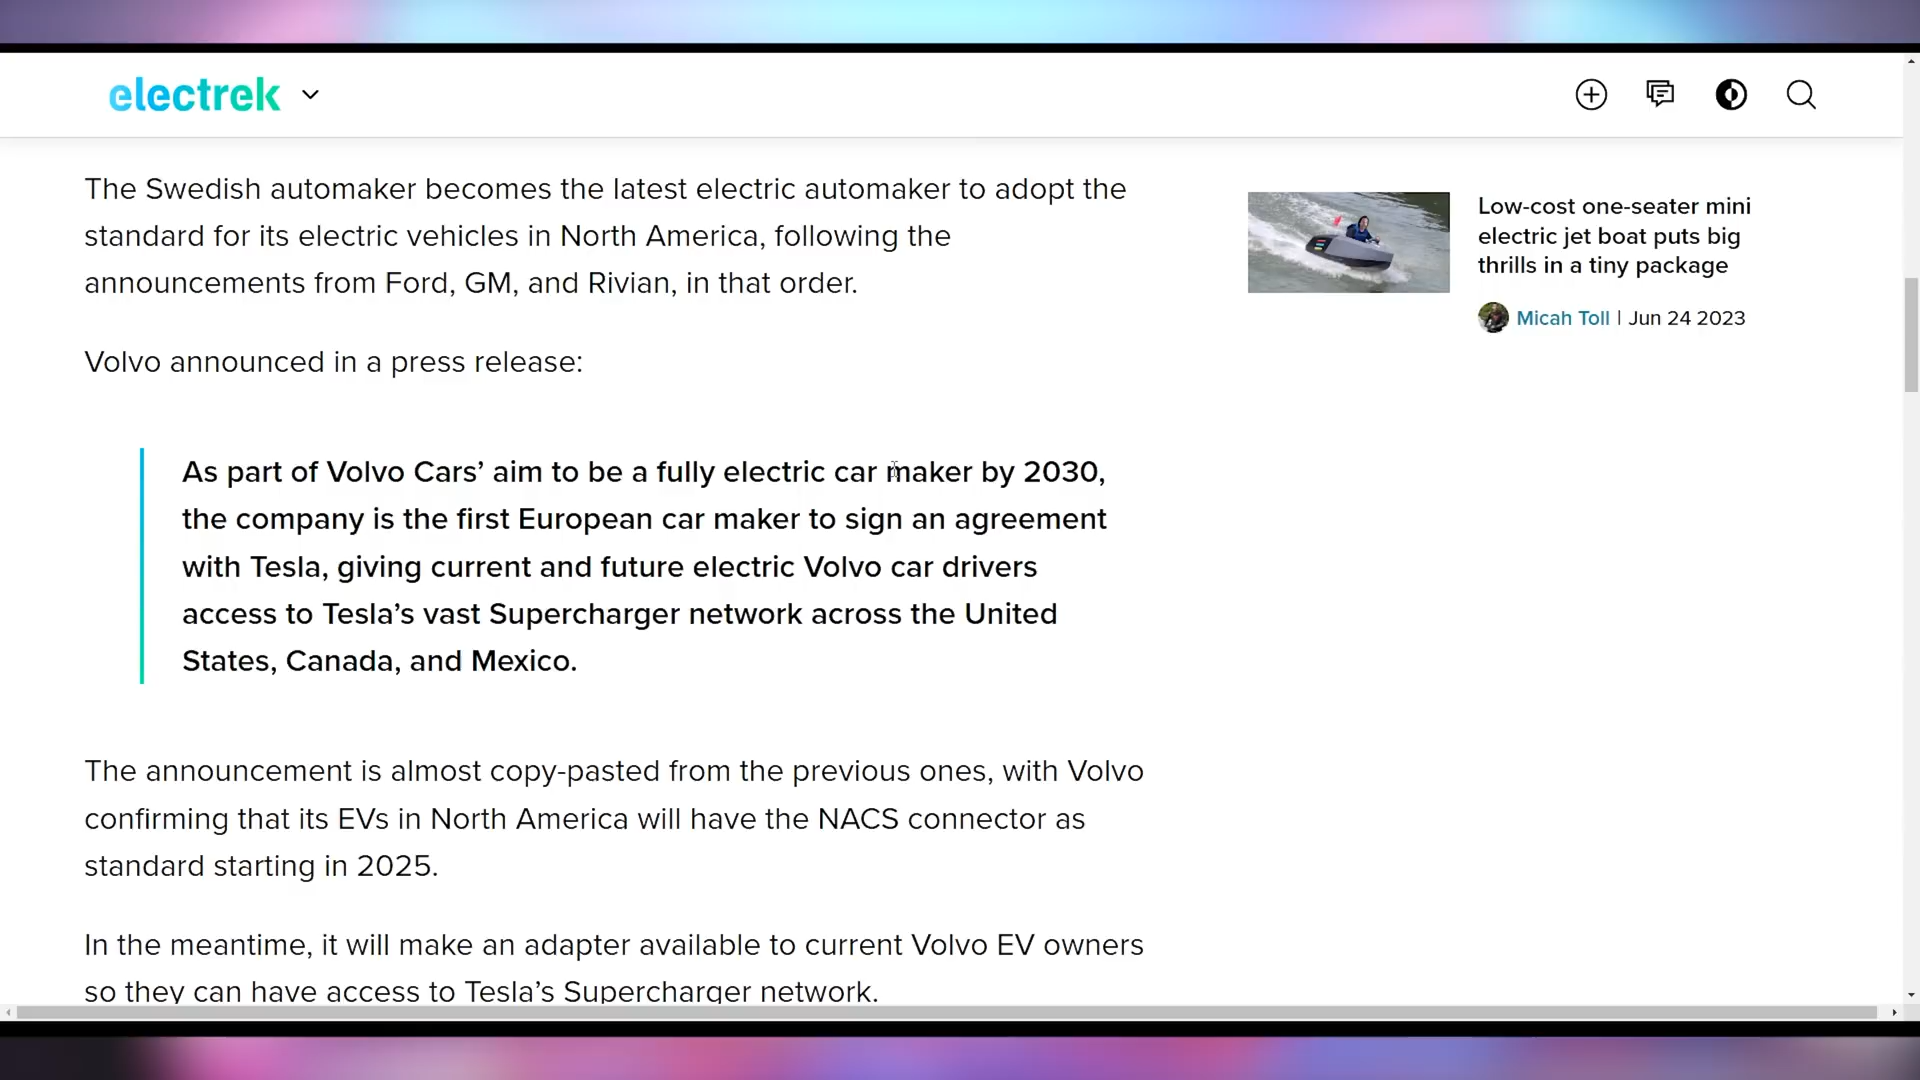 electrek
The Swedish automaker becomes the latest electric automaker to adopt the
standard for its electric vehicles in North America, following the
announcements from Ford, GM, and Rivian, in that order.
Volvo announced in a press release:
As part of Volvo Cars’ aim to be a fully electric car maker by 2030,
the company is the first European car maker to sign an agreement
with Tesla, giving current and future electric Volvo car drivers
access to Tesla’s vast Supercharger network across the United
States, Canada, and Mexico.
The announcement is almost copy-pasted from the previous ones, with Volvo
confirming that its EVs in North America will have the NACS connector as
standard starting in 2025.
In the meantime, it will make an adapter available to current Volvo EV owners
so they can have access to Tesla’s Supercharger network.
Low-cost one-seater mini
electric jet boat puts big
thrills in a tiny package
Micah Toll | Jun 24 2023